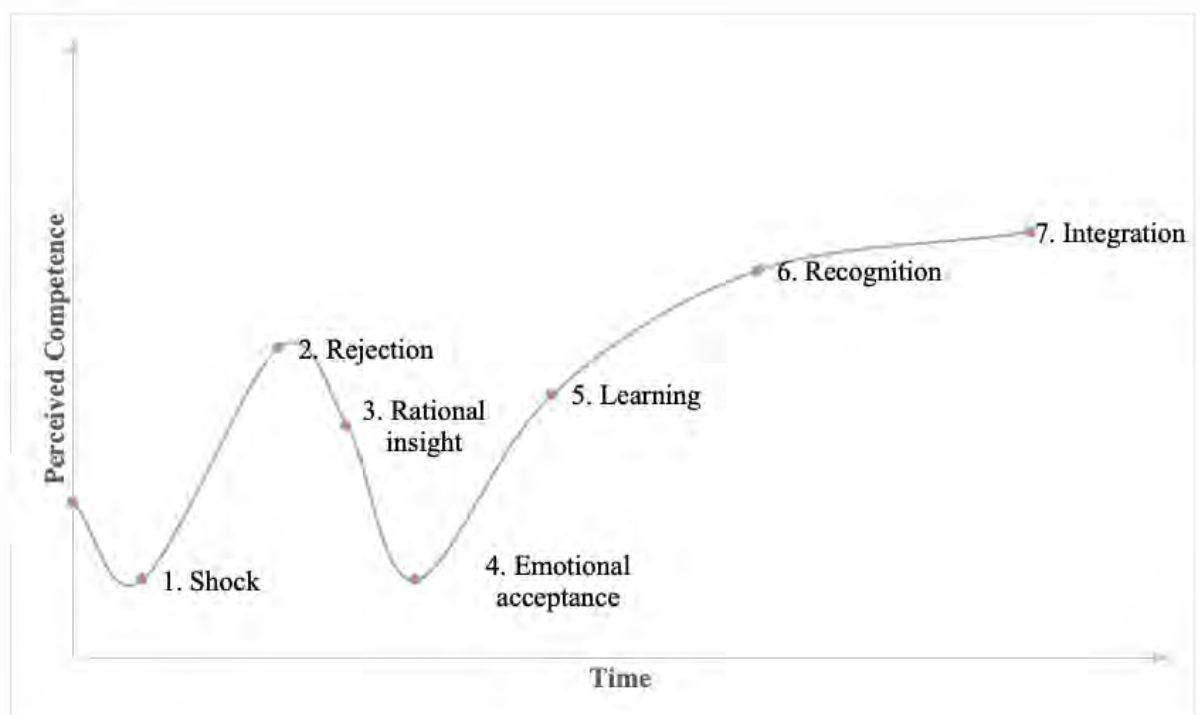 Perceived Competence
7. Integration
6. Recognition
2. Rejection
5. Learning
3. Rational
insight
4. Emotional
acceptance
1. Shock
Time